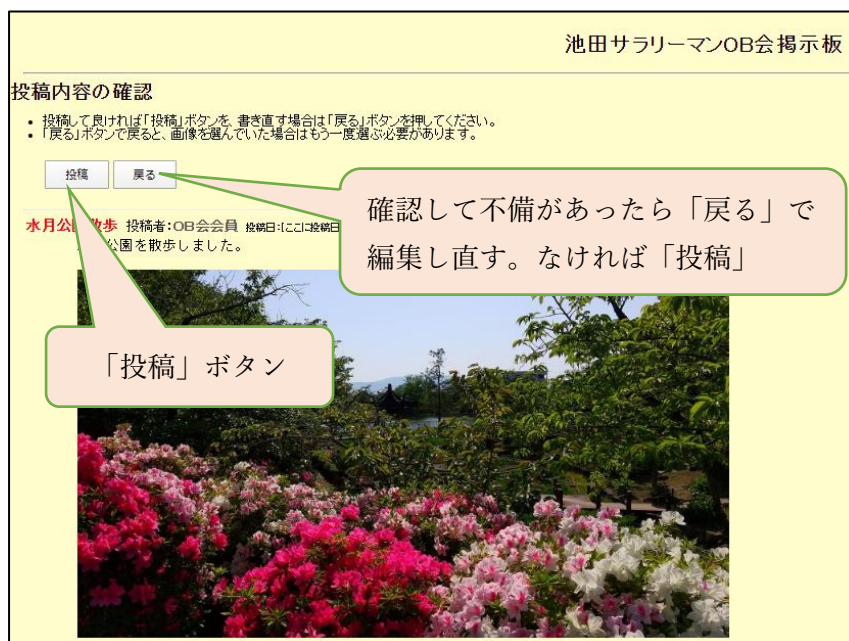 池田サラリーマンOB会掲示板
投稿内容の確認
• 投稿して良ければ「投稿」ボタンを、書き直す場合は「戻る」ボタンを押してください。
• 「戻る」ボタンで戻ると、画像を選んでいた場合はもう一度選ぶ必要があります。
投稿 戻る
確認して不備があったら「戻る」で
編集し直す。なければ「投稿」
水月公 散歩 投稿者:OB会会員 投稿日:[ここに投稿日
公園を散歩しました。
「投稿」ボタン